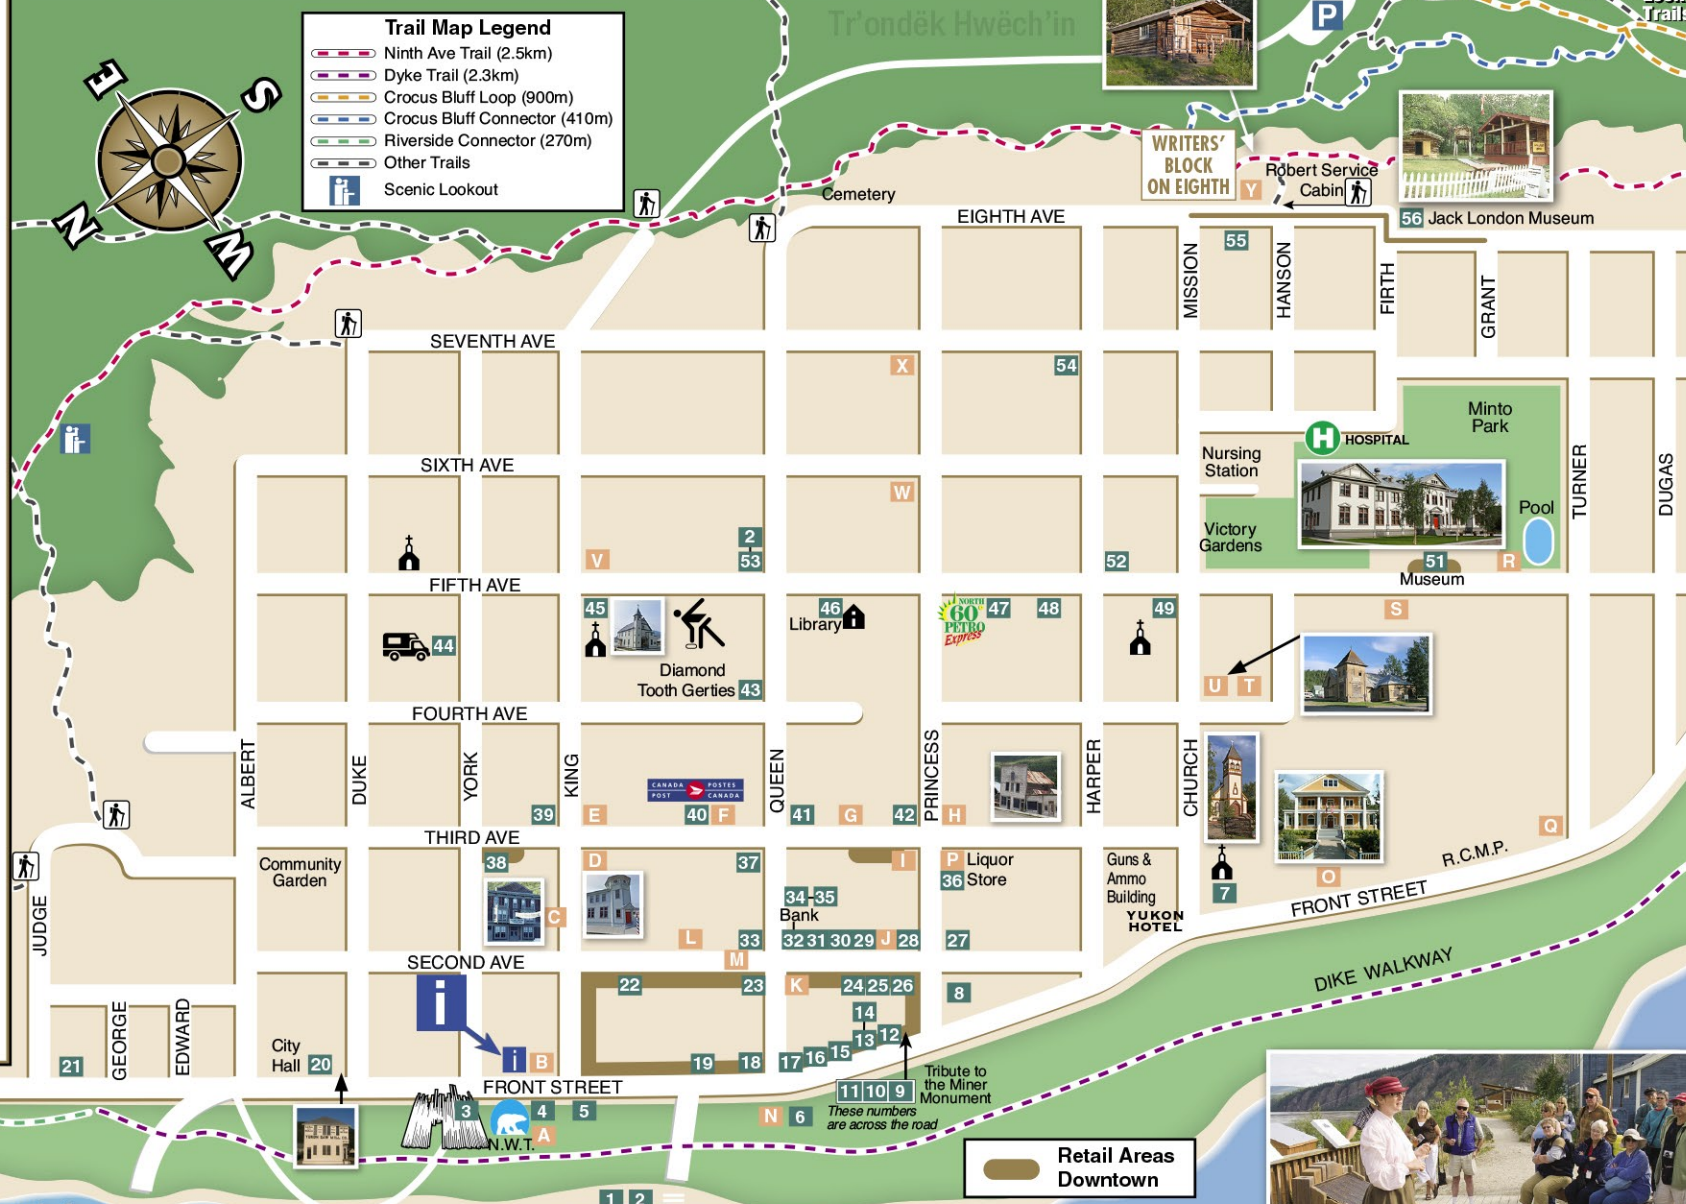 Tr'ondëk Hwëch'in
Trail Map Legend
Ninth Ave Trail (2.5km)
Dyke Trail (2.3km)
Crocus Bluff Loop (900m)
Crocus Bluff Connector (410m)
Riverside Connector (270m)
Other Trails
Scenic Lookout
E
S
N
W
P
Trails
WRITERS'
BLOCK
ON EIGHTH
Y
Robert Service
Cabin
Cemetery
EIGHTH AVE
56 Jack London Museum
55
MISSION
HANSON
FIRTH
GRANT
SEVENTH AVE
X
54
Minto
Park
H HOSPITAL
Nursing
Station
SIXTH AVE
W
TURNER
DUGAS
Pool
Victory
Gardens
V
2
53
52
51
R
Museum
FIFTH AVE
45
46
Library
NORTH
60°
PETRO
Express
47
48
49
S
44
Diamond
Tooth Gerties 43
U
T
FOURTH AVE
ALBERT
DUKE
YORK
KING
QUEEN
PRINCESS
HARPER
CHURCH
CANADA
POST
POSTES
CANADA
39
E
40
F
41
G
42
H
Q
THIRD AVE
R.C.M.P.
Community
Garden
38
D
37
I
P Liquor
36 Store
Guns &
Ammo
Building
YUKON
HOTEL
7
O
FRONT STREET
34-35
Bank
C
L
33
32 31 30 29 J 28
27
JUDGE
SECOND AVE
M
DIKE WALKWAY
i
22
23
K
24 25 26
8
14
13
12
GEORGE
EDWARD
City
Hall 20
21
i
B
19
18
17
16
15
FRONT STREET
11 10 9
Tribute to
the Miner
Monument
These numbers
are across the road
3
4
5
A
N.W.T.
N
6
Retail Areas
Downtown
1
2